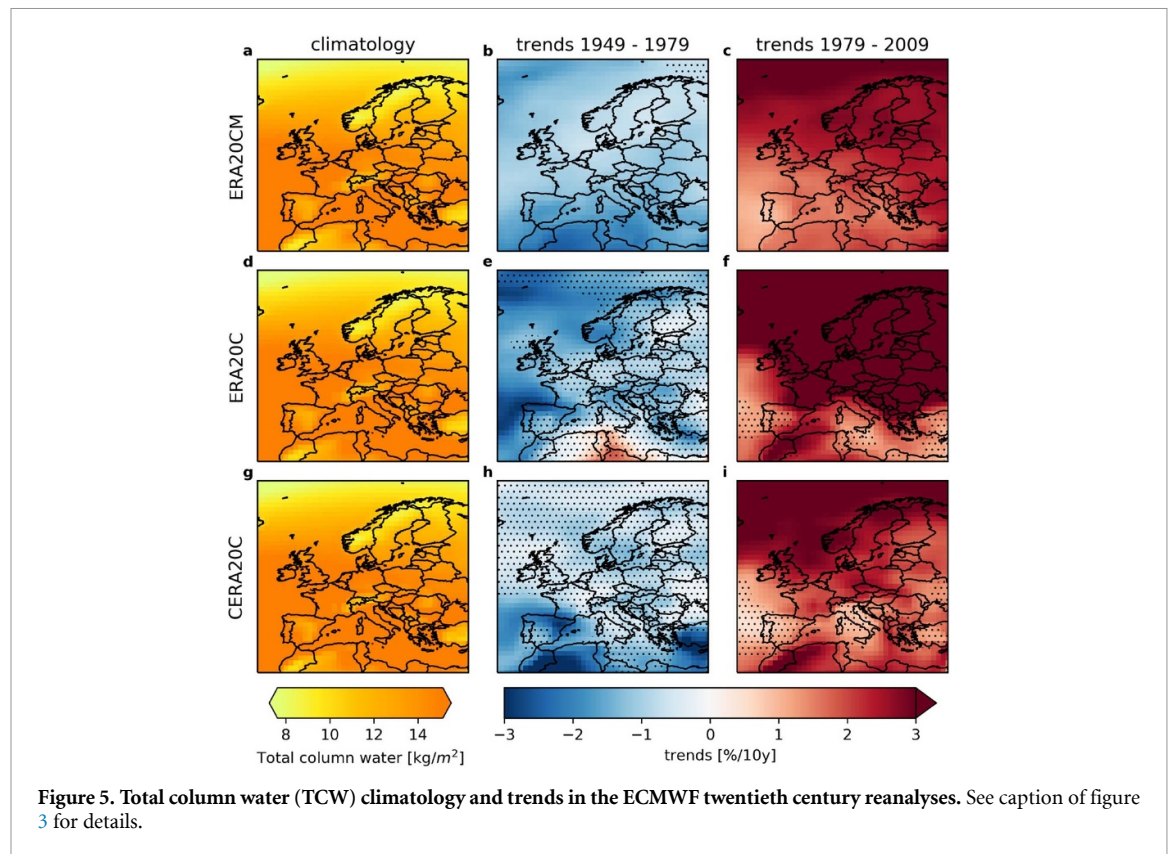 a climatology b trends 1949 - 1979 c trends 1979 - 2009
ERA20CM
d e f
ERA20C
g h i
CERA20C
8 10 12 14
Total column water [kg/m²]
−3 −2 −1 0 1 2 3
trends [%/10y]
Figure 5. Total column water (TCW) climatology and trends in the ECMWF twentieth century reanalyses. See caption of figure
3 for details.